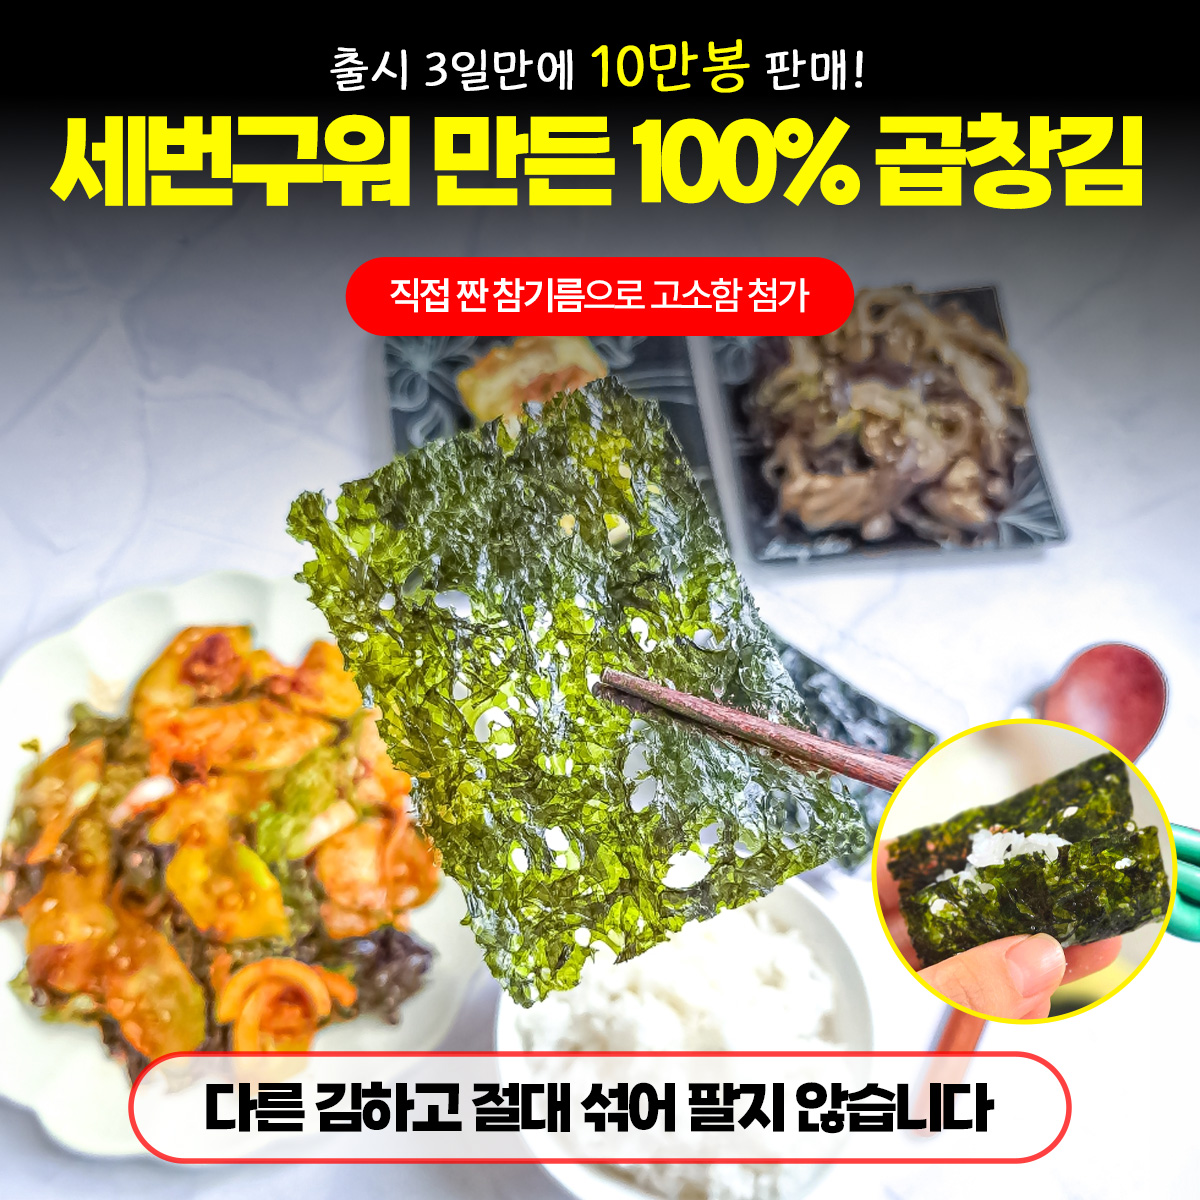 출시 3일만에 10만봉 판매!
세번구워 만든 100% 곱창김
직접 짠 참기름으로 고소함 첨가
다른 김하고 절대 섞어 팔지 않습니다